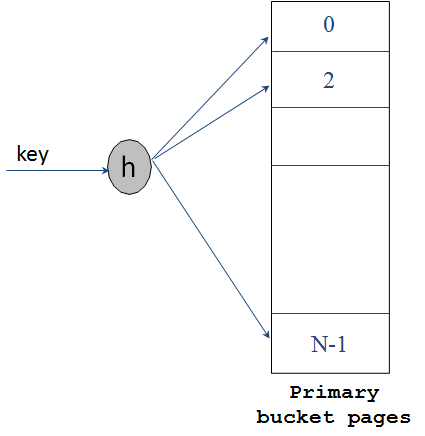 0
2
key
h
N-1
Primary
bucket pages